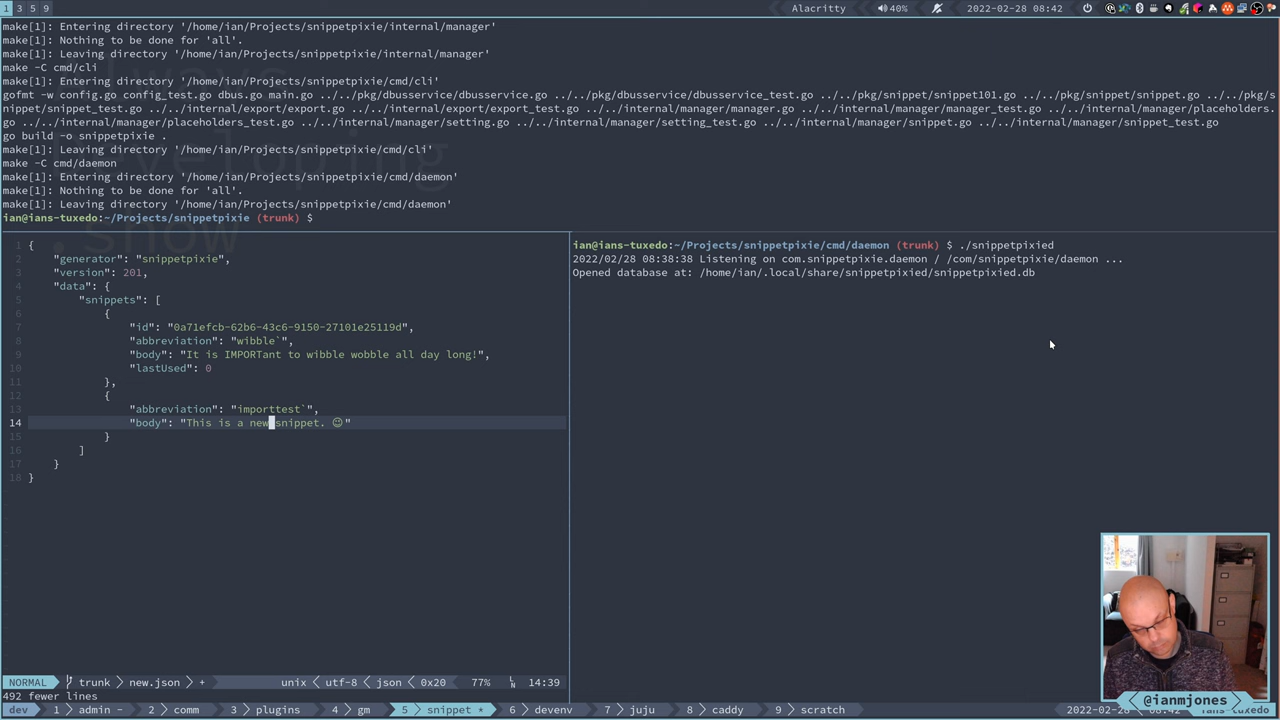 1 3 5 9 Alacritty 40% 2022-02-28 08:42
make[1]: Entering directory '/home/ian/Projects/snippetpixie/internal/manager'
make[1]: Nothing to be done for 'all'.
make[1]: Leaving directory '/home/ian/Projects/snippetpixie/internal/manager'
make -C cmd/cli
make[1]: Entering directory '/home/ian/Projects/snippetpixie/cmd/cli'
gofmt -w config.go config_test.go dbus.go main.go ../../pkg/dbusservice/dbusservice.go ../../pkg/dbusservice/dbusservice_test.go ../../pkg/snippet/snippet101.go ../../pkg/snippet/snippet.go ../../pkg/s
nippet/snippet_test.go ../../internal/export/export.go ../../internal/export/export_test.go ../../internal/manager/manager.go ../../internal/manager/manager_test.go ../../internal/manager/placeholders.
go ../../internal/manager/placeholders_test.go ../../internal/manager/setting.go ../../internal/manager/setting_test.go ../../internal/manager/snippet.go ../../internal/manager/snippet_test.go
go build -o snippetpixie .
make[1]: Leaving directory '/home/ian/Projects/snippetpixie/cmd/cli'
make -C cmd/daemon
make[1]: Entering directory '/home/ian/Projects/snippetpixie/cmd/daemon'
make[1]: Nothing to be done for 'all'.
make[1]: Leaving directory '/home/ian/Projects/snippetpixie/cmd/daemon'
ian@ians-tuxedo:~/Projects/snippetpixie (trunk) $
.show
1 {
2 "generator": "snippetpixie",
3 "version": 201,
4 "data": {
5 "snippets": [
6 {
7 "id": "0a71efcb-62b6-43c6-9150-27101e25119d",
8 "abbreviation": "wibble`",
9 "body": "It is IMPORTant to wibble wobble all day long!",
10 "lastUsed": 0
11 },
12 {
13 "abbreviation": "importtest`",
14 "body": "This is a new snippet. 😉"
15 }
16 ]
17 }
18 }
NORMAL trunk > new.json > + unix < utf-8 < json < 0x20 77% 14:39
492 fewer lines
ian@ians-tuxedo:~/Projects/snippetpixie/cmd/daemon (trunk) $ ./snippetpixied
2022/02/28 08:38:38 Listening on com.snippetpixie.daemon / /com/snippetpixie/daemon ...
Opened database at: /home/ian/.local/share/snippetpixied/snippetpixied.db
@ianmjones
dev 1 > admin - 2 > comm 3 > plugins 4 > gm 5 > snippet * 6 > devenv 7 > juju 8 > caddy 9 > scratch